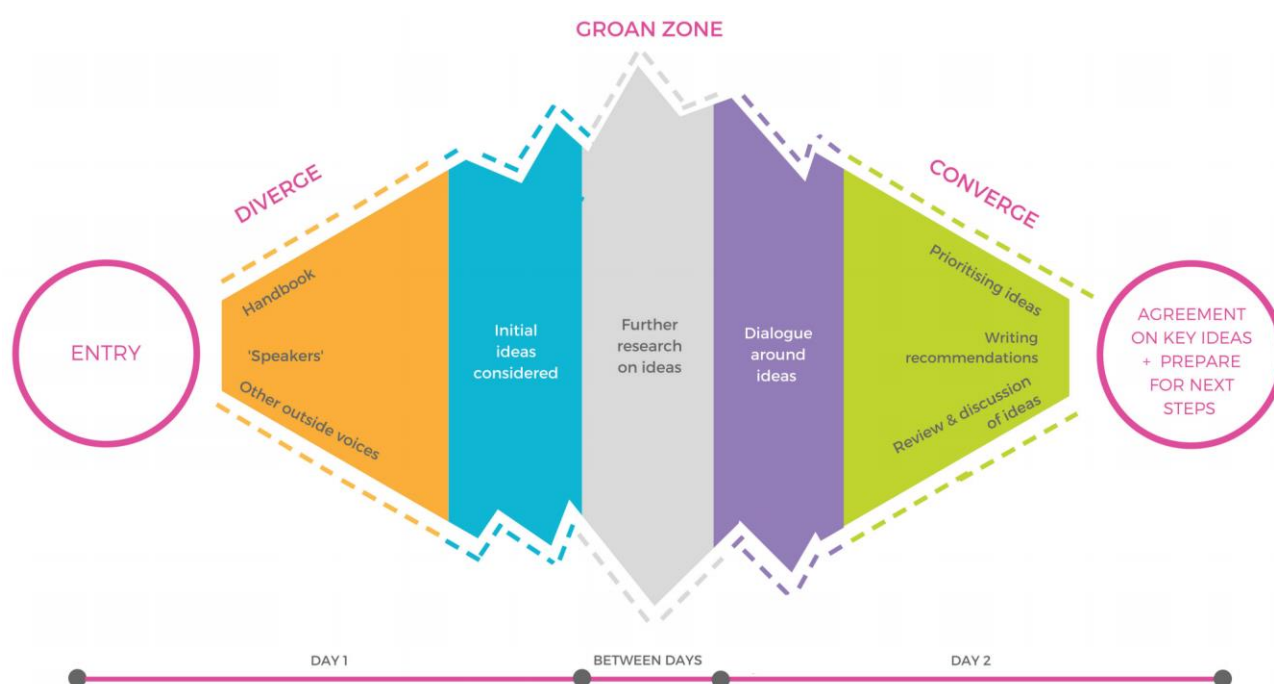 GROAN ZONE
DIVERGE
CONVERGE
ENTRY
Handbook
'Speakers'
Other outside voices
Initial
ideas
considered
Further
research
on ideas
Dialogue
around
ideas
Prioritising ideas
Writing
recommendations
Review & discussion
of ideas
AGREEMENT
ON KEY IDEAS
+ PREPARE
FOR NEXT
STEPS
DAY 1
BETWEEN DAYS
DAY 2